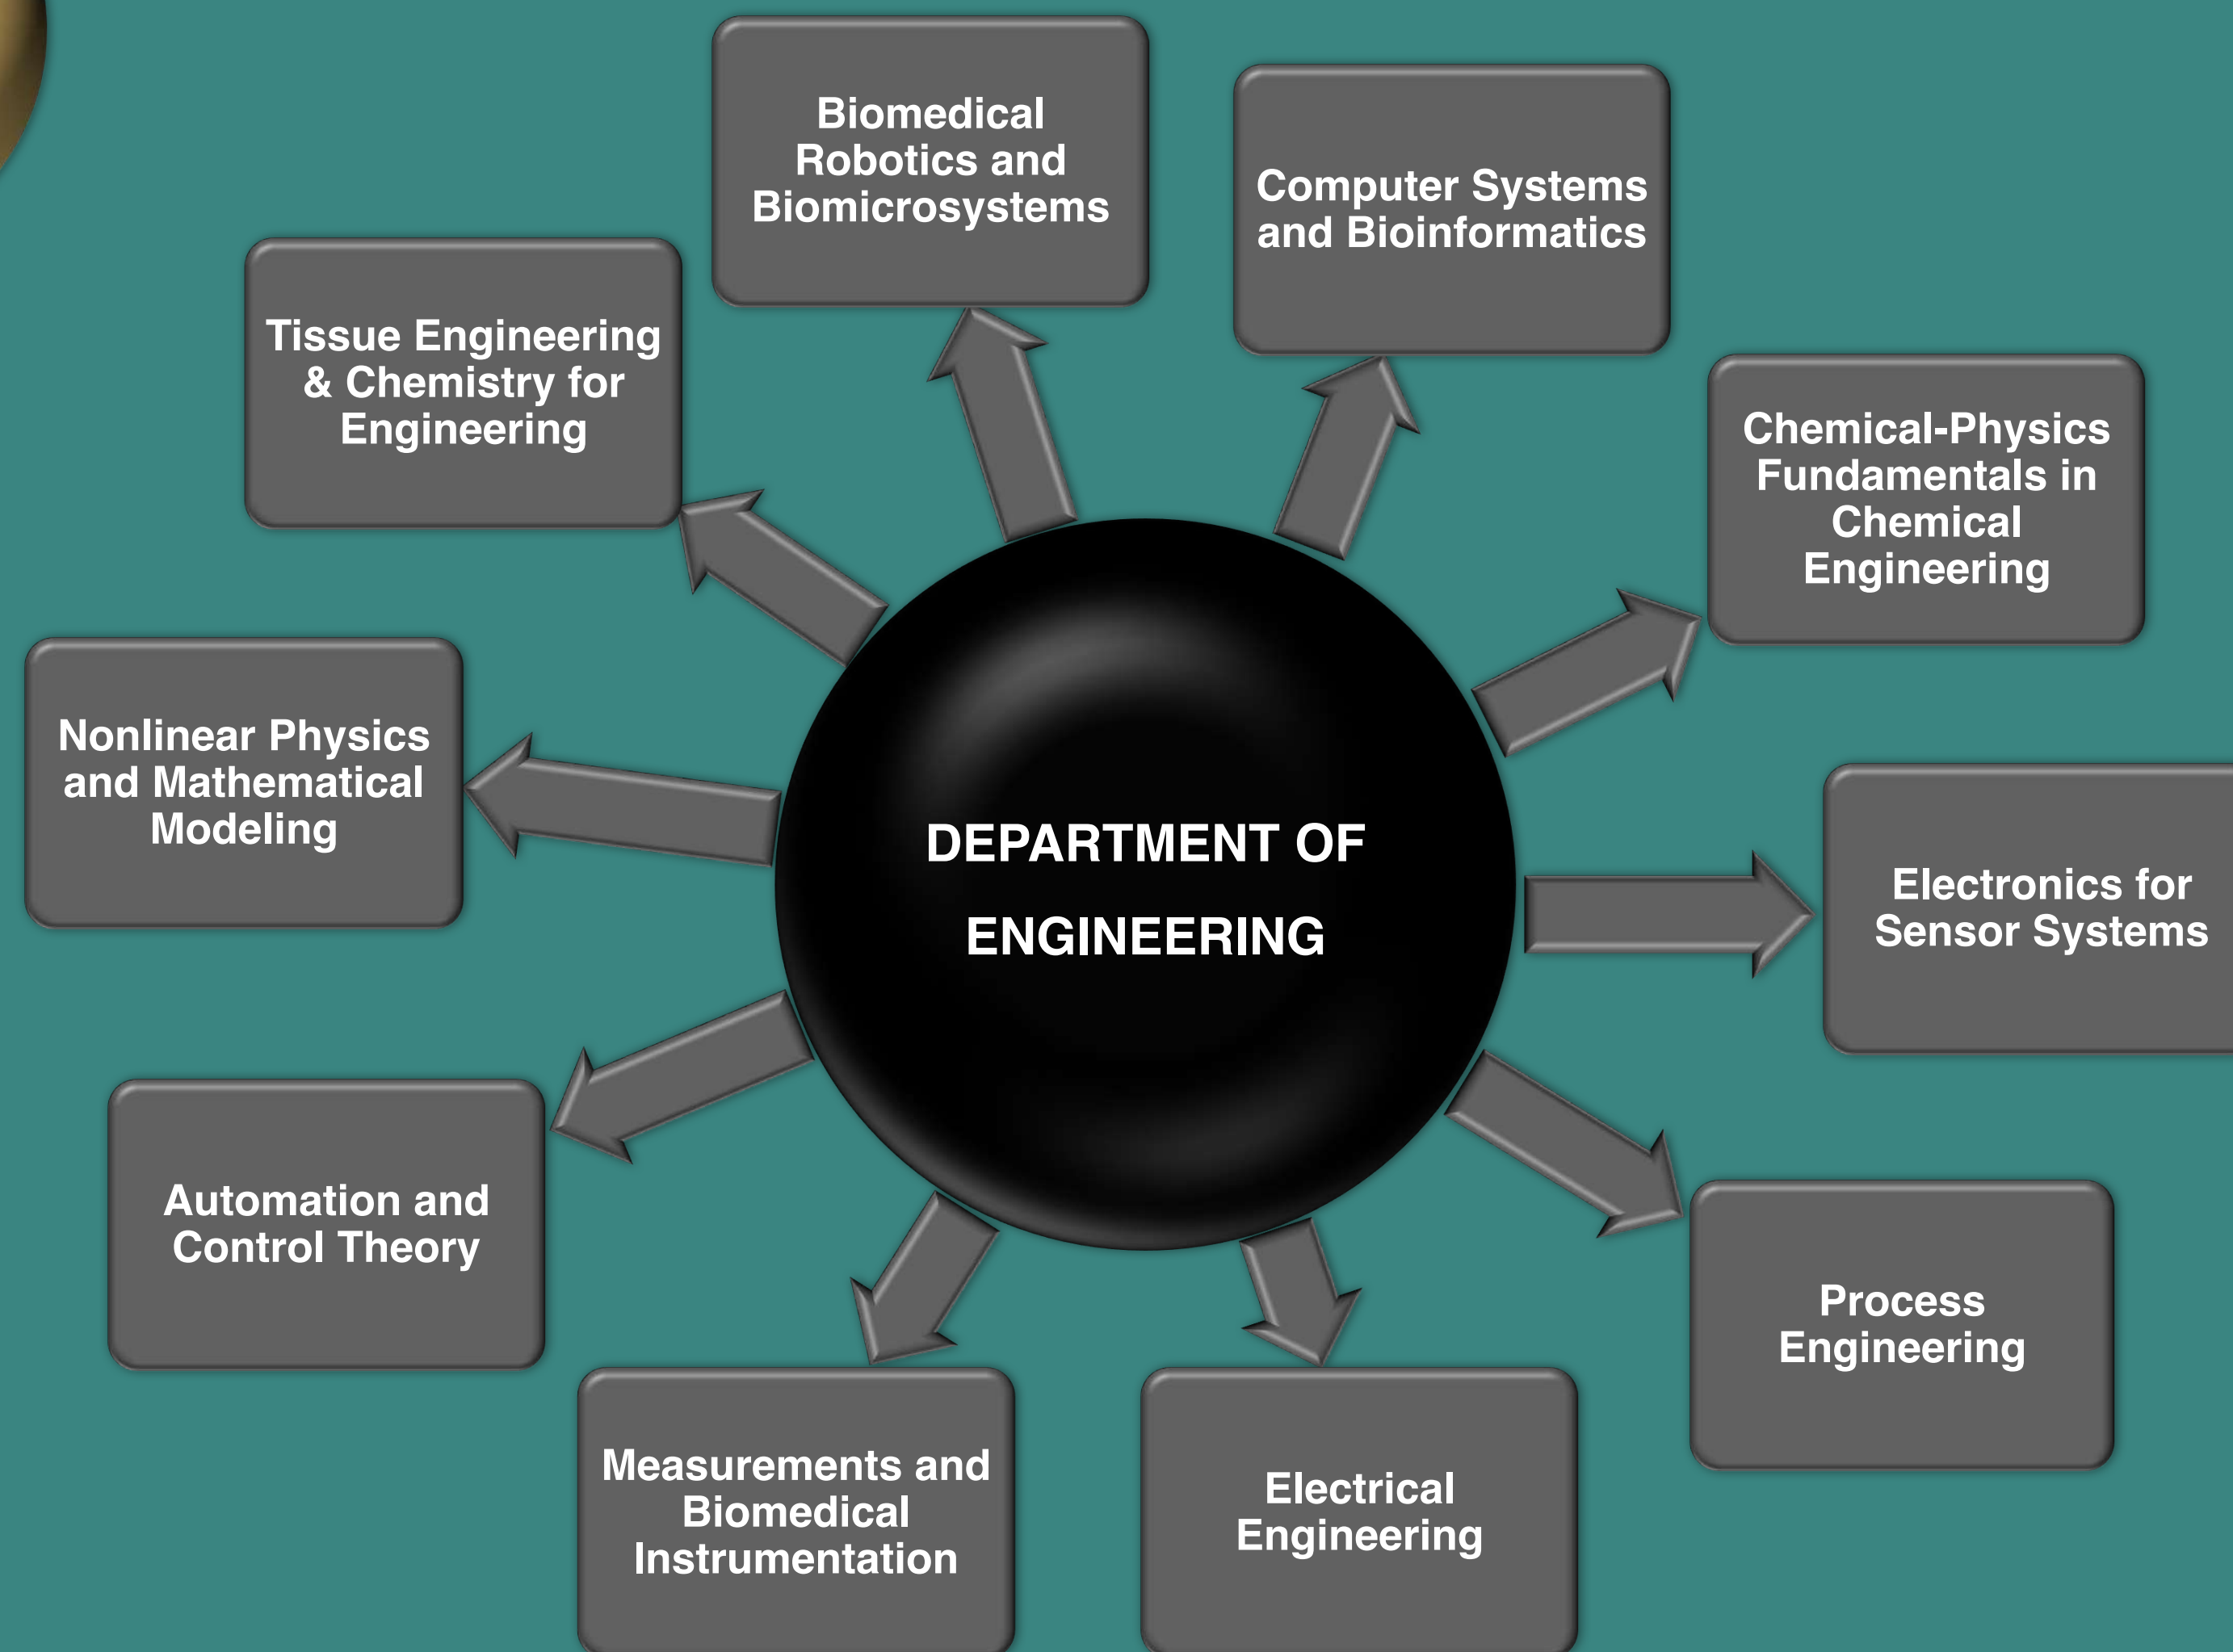 Biomedical
Robotics and
Biomicrosystems
Computer Systems
and Bioinformatics
Tissue Engineering
& Chemistry for
Engineering
Chemical-Physics
Fundamentals in
Chemical
Engineering
Nonlinear Physics
and Mathematical
Modeling
DEPARTMENT OF
ENGINEERING
Electronics for
Sensor Systems
Automation and
Control Theory
Process
Engineering
Measurements and
Biomedical
Instrumentation
Electrical
Engineering